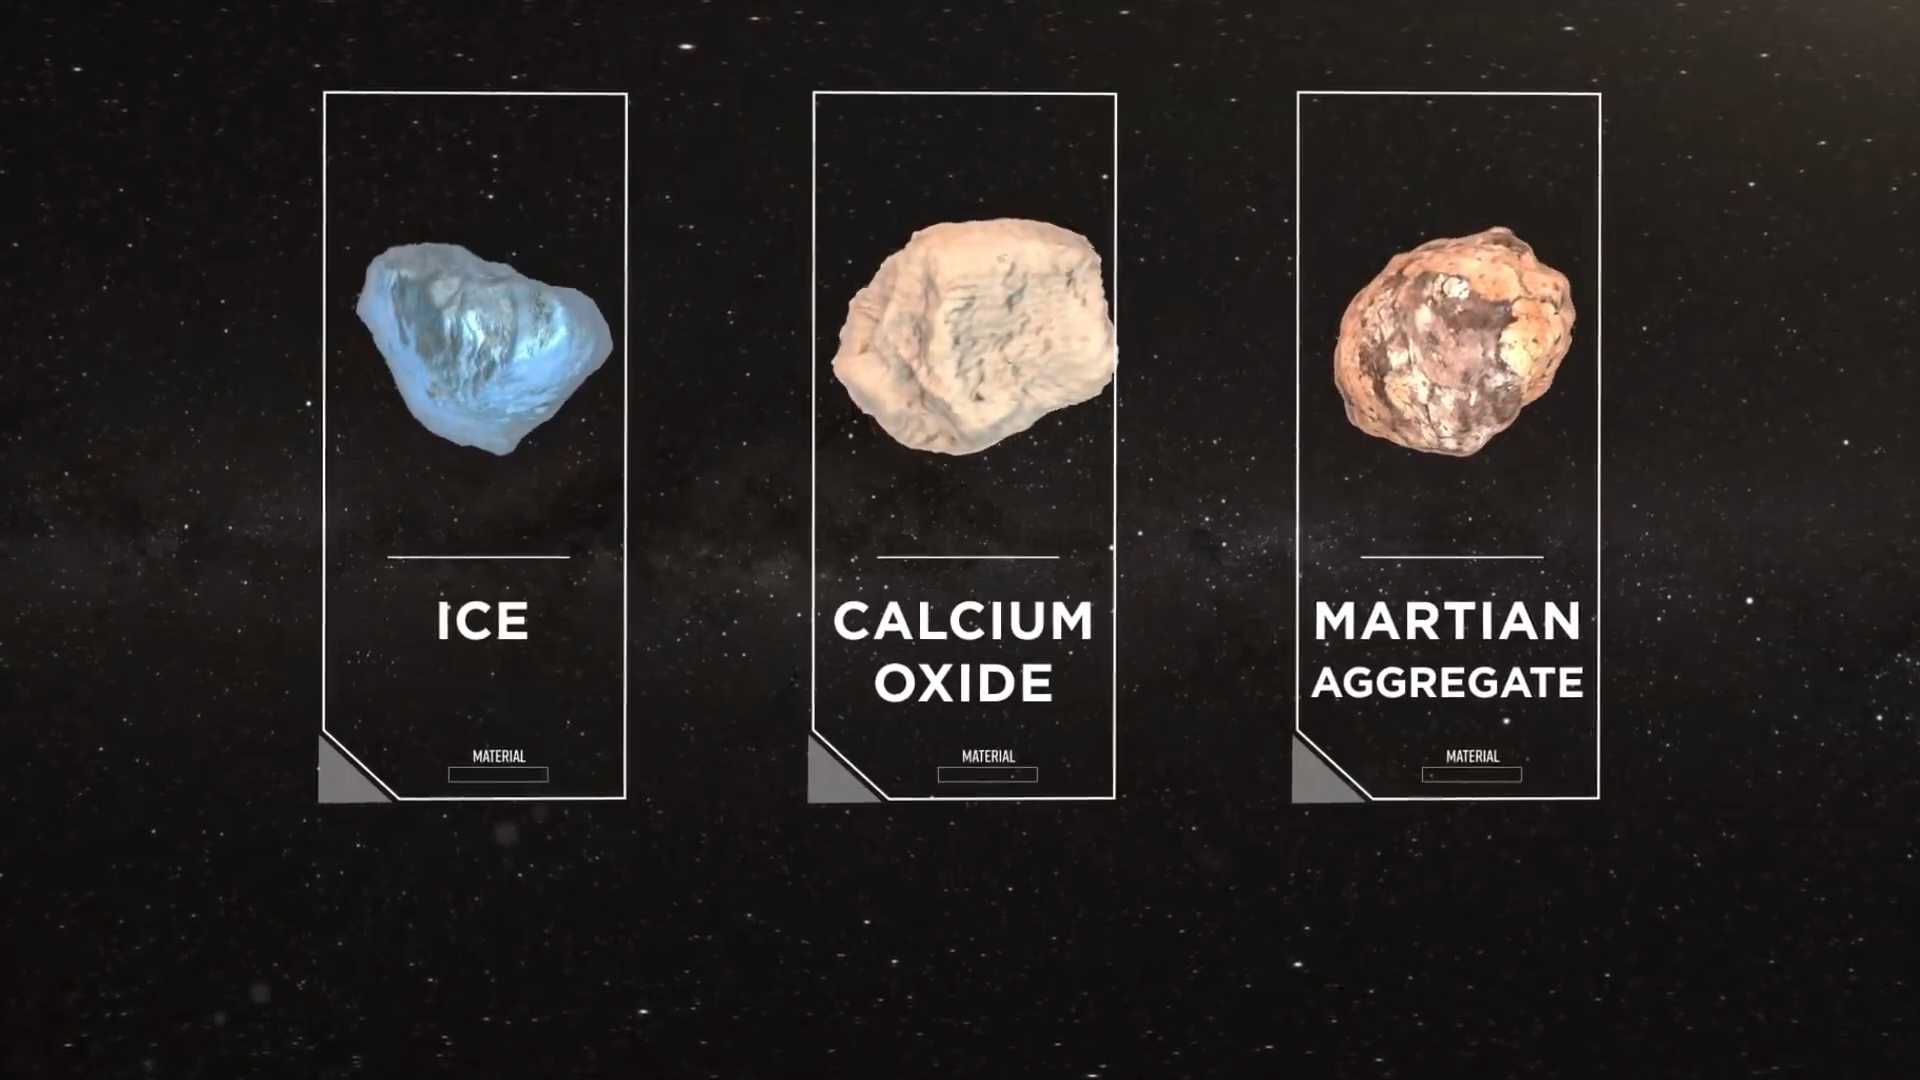 ICE
MATERIAL
CALCIUM
OXIDE
MATERIAL
MARTIAN
AGGREGATE
MATERIAL